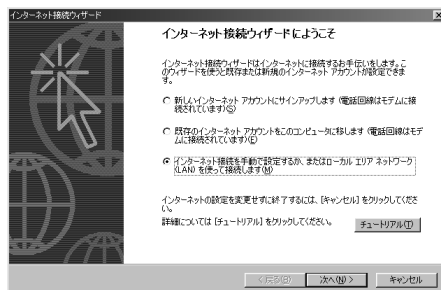 インターネット接続ウィザード
インターネット接続ウィザードにようこそ
インターネット接続ウィザードはインターネットに接続するお手伝いをします。こ
のウィザードを使うと既存または新規のインターネット アカウントが設定できま
す。
新しいインターネット アカウントにサインアップします (電話回線はモデムに接
続されています)(S)
既存のインターネット アカウントをこのコンピュータに移します (電話回線はモデ
ムに接続されています)(E)
インターネット接続を手動で設定するか、またはローカル エリア ネットワーク
(LAN) を使って接続します(M)
インターネットの設定を変更せずに終了するには、[キャンセル] をクリックしてくださ
い。
詳細については [チュートリアル] をクリックしてください。
チュートリアル(T)
< 戻る(B)
次へ(N) >
キャンセル